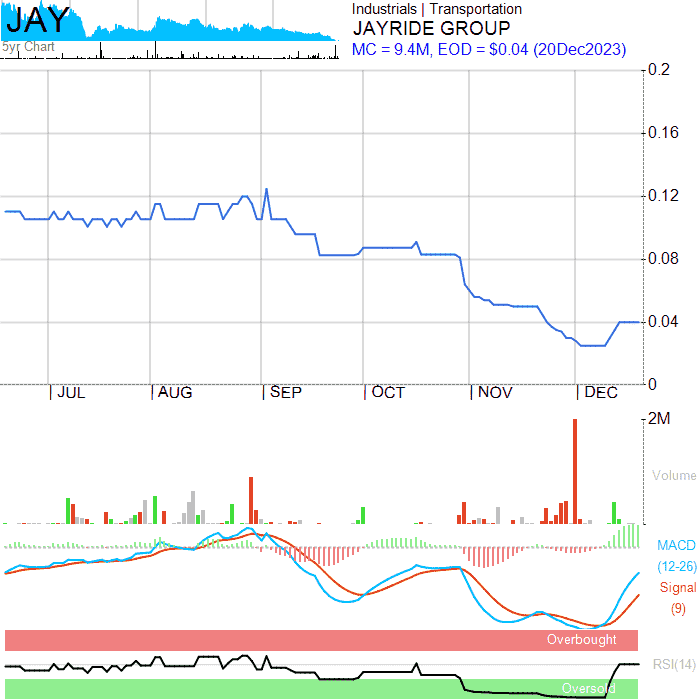 JAY
5yr Chart
Industrials | Transportation
JAYRIDE GROUP
MC = 9.4M, EOD = $0.04 (20Dec2023)
0.2
0.16
0.12
0.08
0.04
0
JUL
AUG
SEP
OCT
NOV
DEC
2M
Volume
MACD
(12-26)
Signal
(9)
Overbought
RSI(14)
Oversold